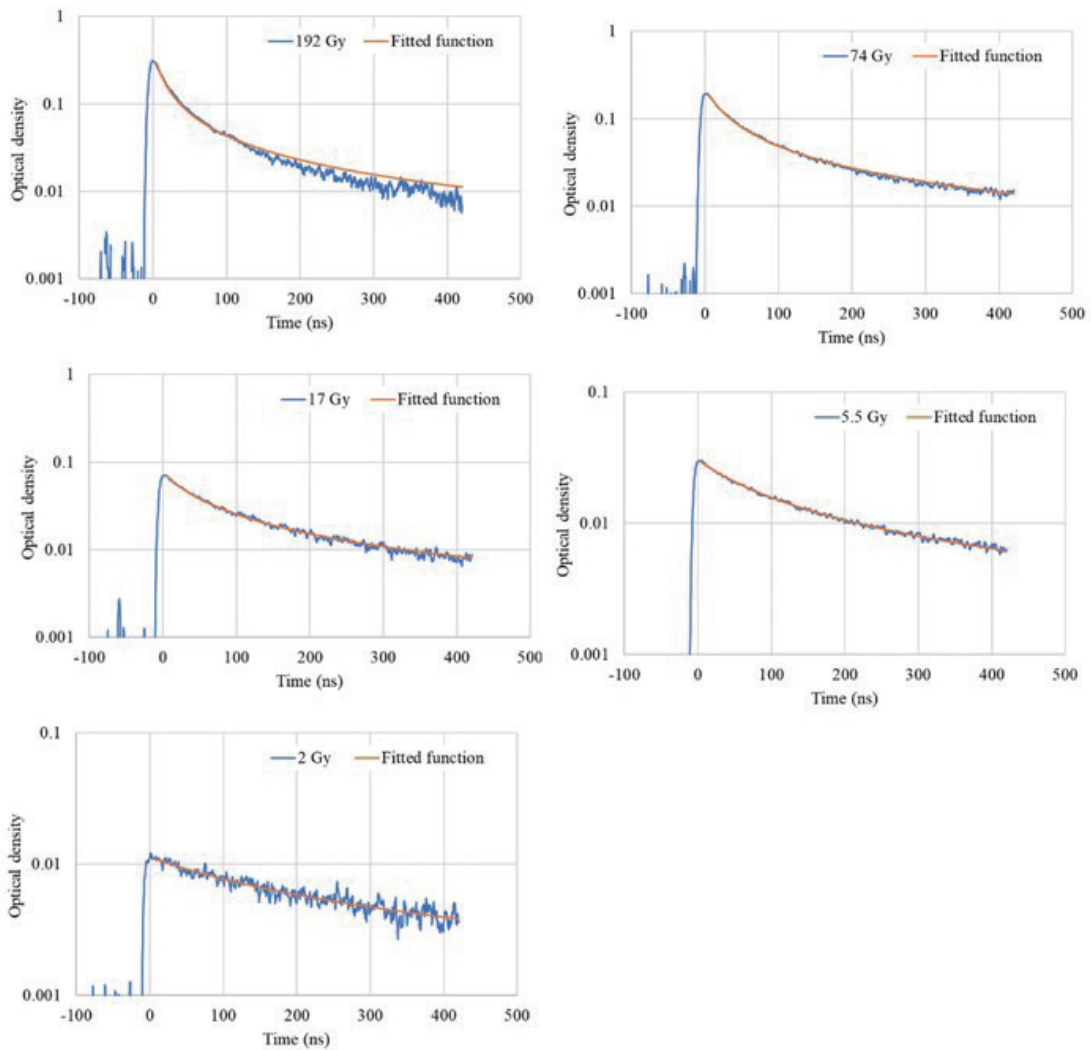 192 Gy Fitted function
1
0.1
0.01
0.001
Optical density
-100 0 100 200 300 400 500
Time (ns)
74 Gy Fitted function
1
0.1
0.01
0.001
Optical density
-100 0 100 200 300 400 500
Time (ns)
17 Gy Fitted function
1
0.1
0.01
0.001
Optical density
-100 0 100 200 300 400 500
Time (ns)
5.5 Gy Fitted function
0.1
0.01
0.001
Optical density
-100 0 100 200 300 400 500
Time (ns)
2 Gy Fitted function
0.1
0.01
0.001
Optical density
-100 0 100 200 300 400 500
Time (ns)